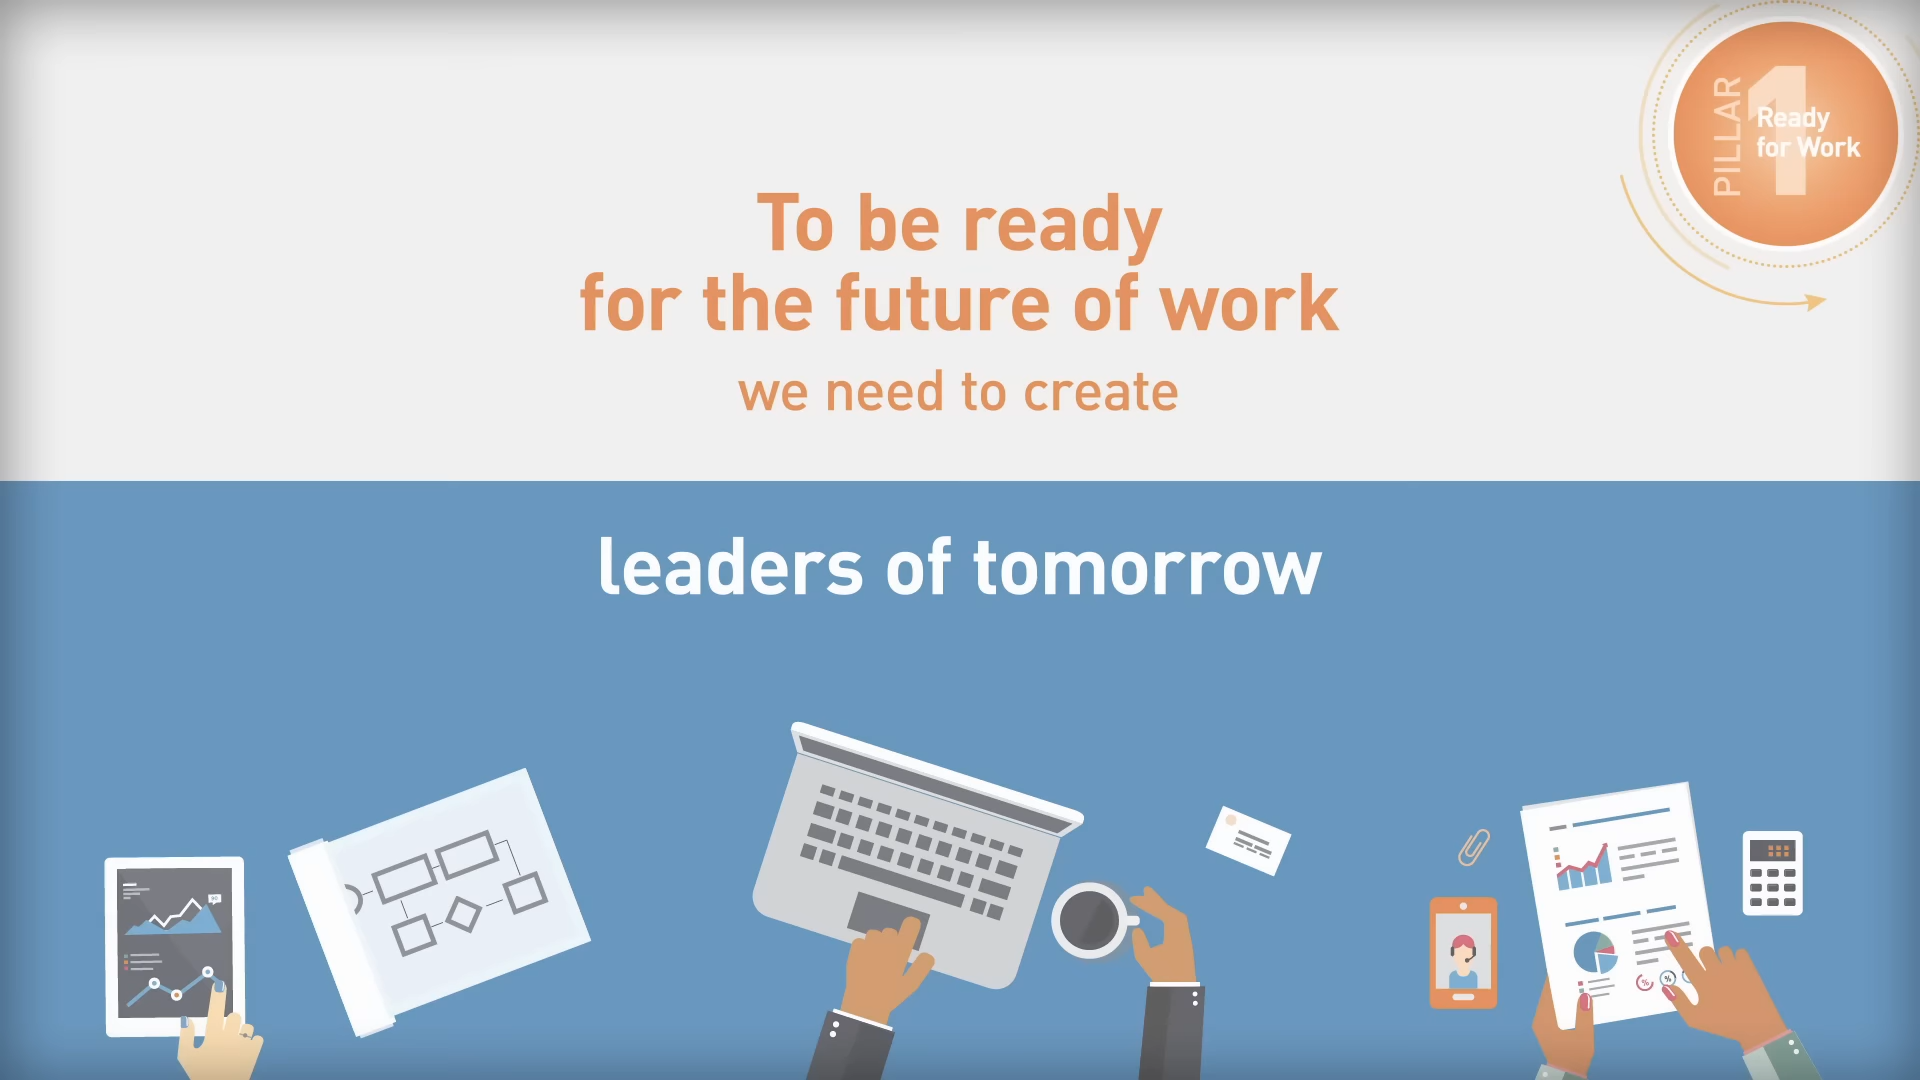 PILLAR
1
Ready
for Work
To be ready
for the future of work
we need to create
leaders of tomorrow
%
%